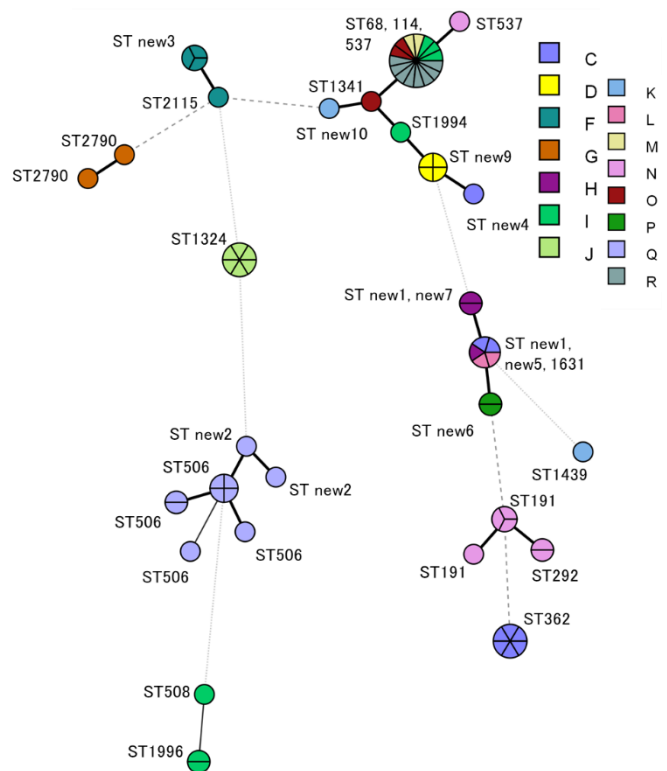 ST68, 114,
537
ST537
ST new3
ST1341
ST2115
ST new10
ST1994
ST2790
ST2790
ST new9
ST new4
ST1324
ST new1, new7
ST new1,
new5, 1631
ST new6
ST new2
ST1439
ST506
ST new2
ST506
ST506
ST506
ST191
ST191
ST292
ST362
ST508
ST1996
C
D
F
G
H
I
J
K
L
M
N
O
P
Q
R